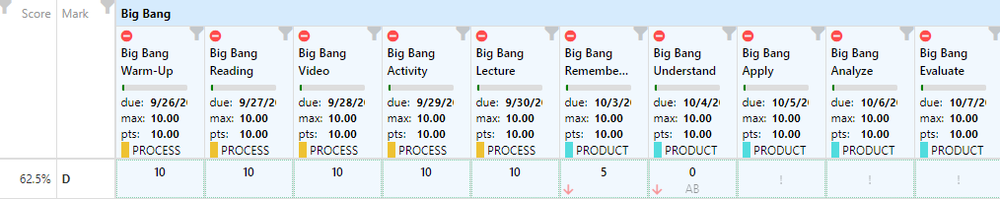 Score Mark Big Bang
Big Bang Big Bang Big Bang Big Bang Big Bang Big Bang Big Bang Big Bang Big Bang Big Bang
Warm-Up Reading Video Activity Lecture Remembe... Understand Apply Analyze Evaluate
due: 9/26/2 due: 9/27/2 due: 9/28/2 due: 9/29/2 due: 9/30/2 due: 10/3/2 due: 10/4/2 due: 10/5/2 due: 10/6/2 due: 10/7/2
max: 10.00 max: 10.00 max: 10.00 max: 10.00 max: 10.00 max: 10.00 max: 10.00 max: 10.00 max: 10.00 max: 10.00
pts: 10.00 pts: 10.00 pts: 10.00 pts: 10.00 pts: 10.00 pts: 10.00 pts: 10.00 pts: 10.00 pts: 10.00 pts: 10.00
PROCESS PROCESS PROCESS PROCESS PROCESS PRODUCT PRODUCT PRODUCT PRODUCT PRODUCT
62.5% D 10 10 10 10 10 5 0 ! ! !
AB